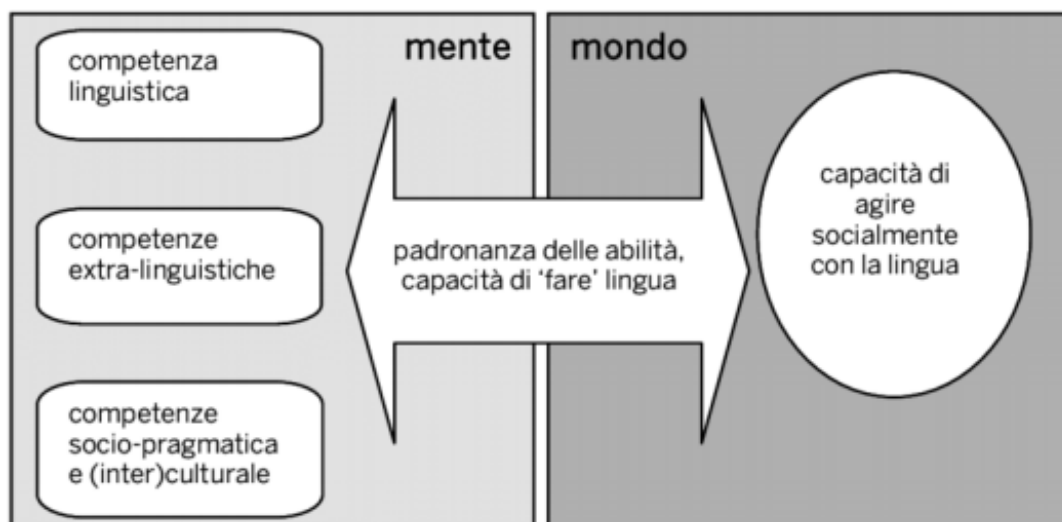 mente
competenza
linguistica
competenze
extra-linguistiche
competenze
socio-pragmatica
e (inter)culturale
padronanza delle abilità,
capacità di ‘fare’ lingua
mondo
capacità di
agire
socialmente
con la lingua